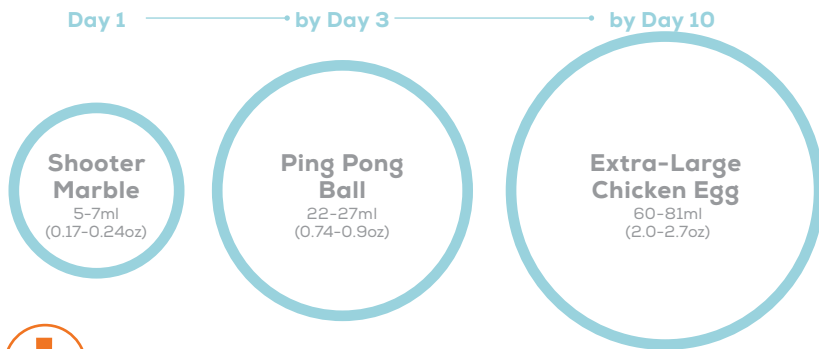 Day 1
by Day 3
by Day 10
Shooter
Marble
5-7ml
(0.17-0.24oz)
Ping Pong
Ball
22-27ml
(0.74-0.9oz)
Extra-Large
Chicken Egg
60-81ml
(2.0-2.7oz)